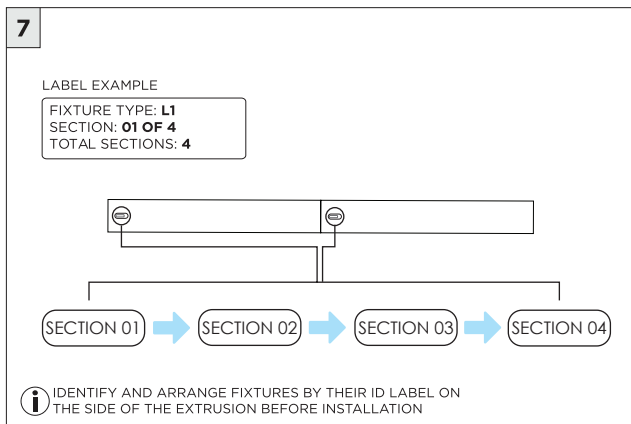 7
LABEL EXAMPLE
FIXTURE TYPE: L1
SECTION: 01 OF 4
TOTAL SECTIONS: 4
SECTION 01
SECTION 02
SECTION 03
SECTION 04
IDENTIFY AND ARRANGE FIXTURES BY THEIR ID LABEL ON
THE SIDE OF THE EXTRUSION BEFORE INSTALLATION